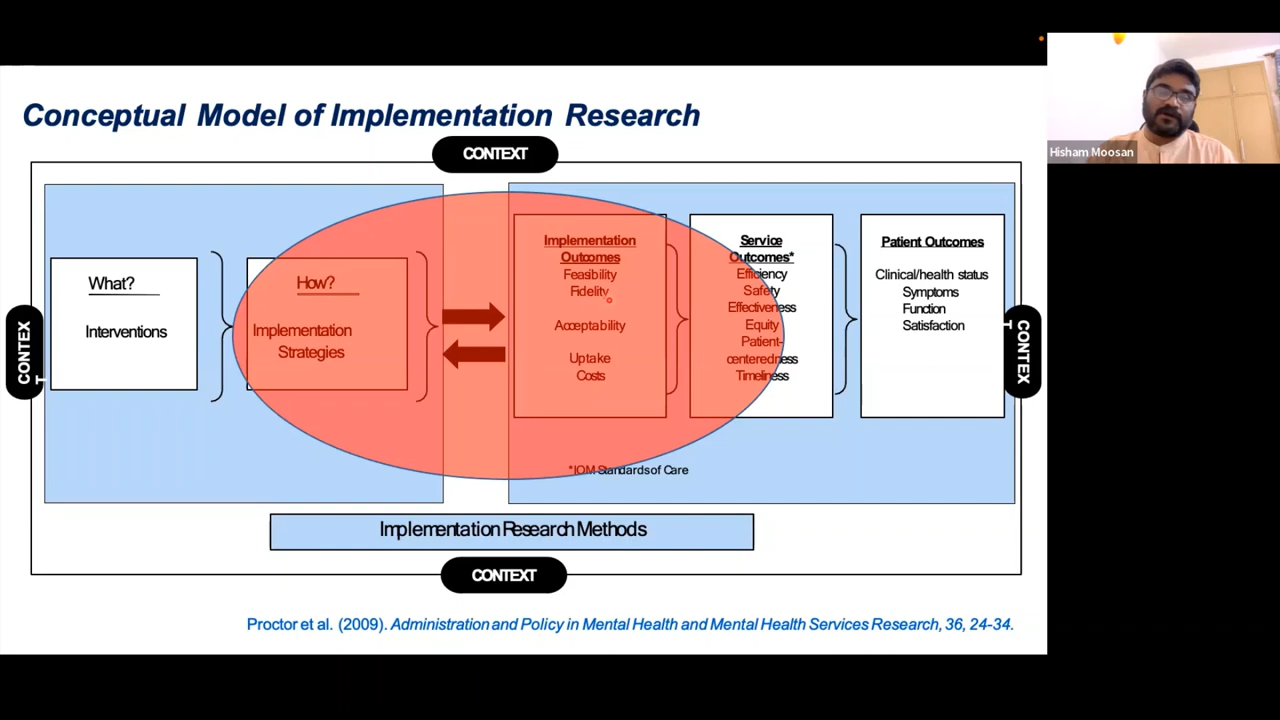 Conceptual Model of Implementation Research
CONTEXT
What?
Interventions
How?
Implementation
Strategies
Implementation
Outcomes
Feasibility
Fidelity
Acceptability
Uptake
Costs
Service
Outcomes*
Efficiency
Safety
Effectiveness
Equity
Patient-
centeredness
Timeliness
Patient Outcomes
Clinical/health status
Symptoms
Function
Satisfaction
CONTEX
T
CONTEX
T
*IOM Standards of Care
Implementation Research Methods
CONTEXT
Proctor et al. (2009). Administration and Policy in Mental Health and Mental Health Services Research, 36, 24-34.
Hisham Moosan